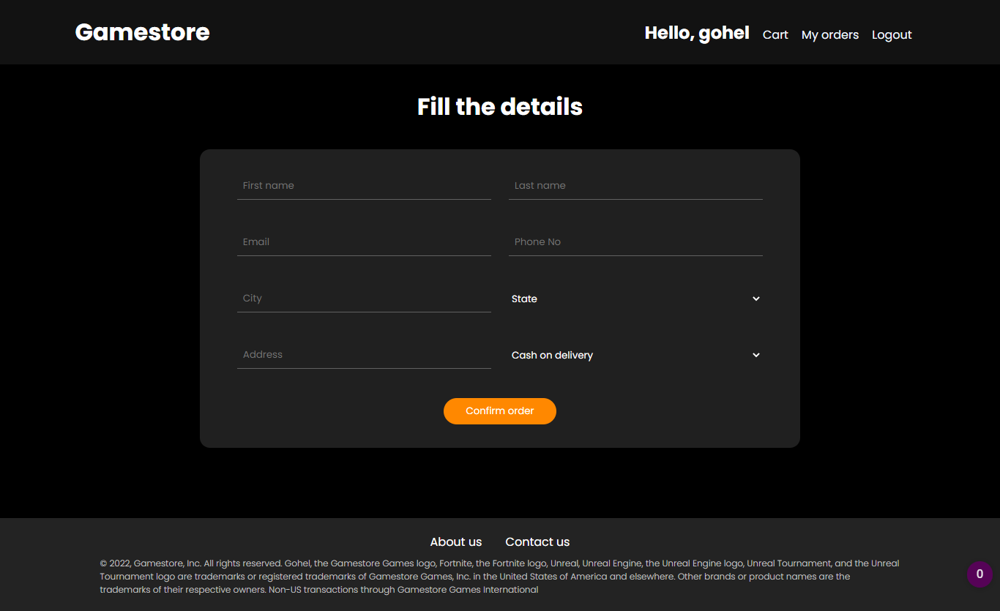 Gamestore
Hello, gohel Cart My orders Logout
Fill the details
First name Last name
Email Phone No
City State
Address Cash on delivery
Confirm order
About us Contact us
© 2022, Gamestore, Inc. All rights reserved. Gohel, the Gamestore Games logo, Fortnite, the Fortnite logo, Unreal, Unreal Engine, the Unreal Engine logo, Unreal Tournament, and the Unreal
Tournament logo are trademarks or registered trademarks of Gamestore Games, Inc. in the United States of America and elsewhere. Other brands or product names are the
trademarks of their respective owners. Non-US transactions through Gamestore Games International
0